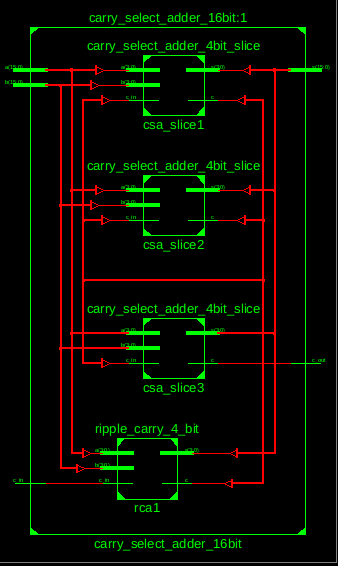 carry_select_adder_16bit:1
carry_select_adder_4bit_slice
a(15:0) a(3:0) s(3:0) s(15:0)
b(15:0) b(3:0)
c_in c
csa_slice1
carry_select_adder_4bit_slice
a(3:0) s(3:0)
b(3:0)
c_in c
csa_slice2
carry_select_adder_4bit_slice
a(3:0) s(3:0)
b(3:0)
c_in c c_out
csa_slice3
ripple_carry_4_bit
a(3:0) s(3:0)
b(3:0)
c_in c_in c
rca1
carry_select_adder_16bit